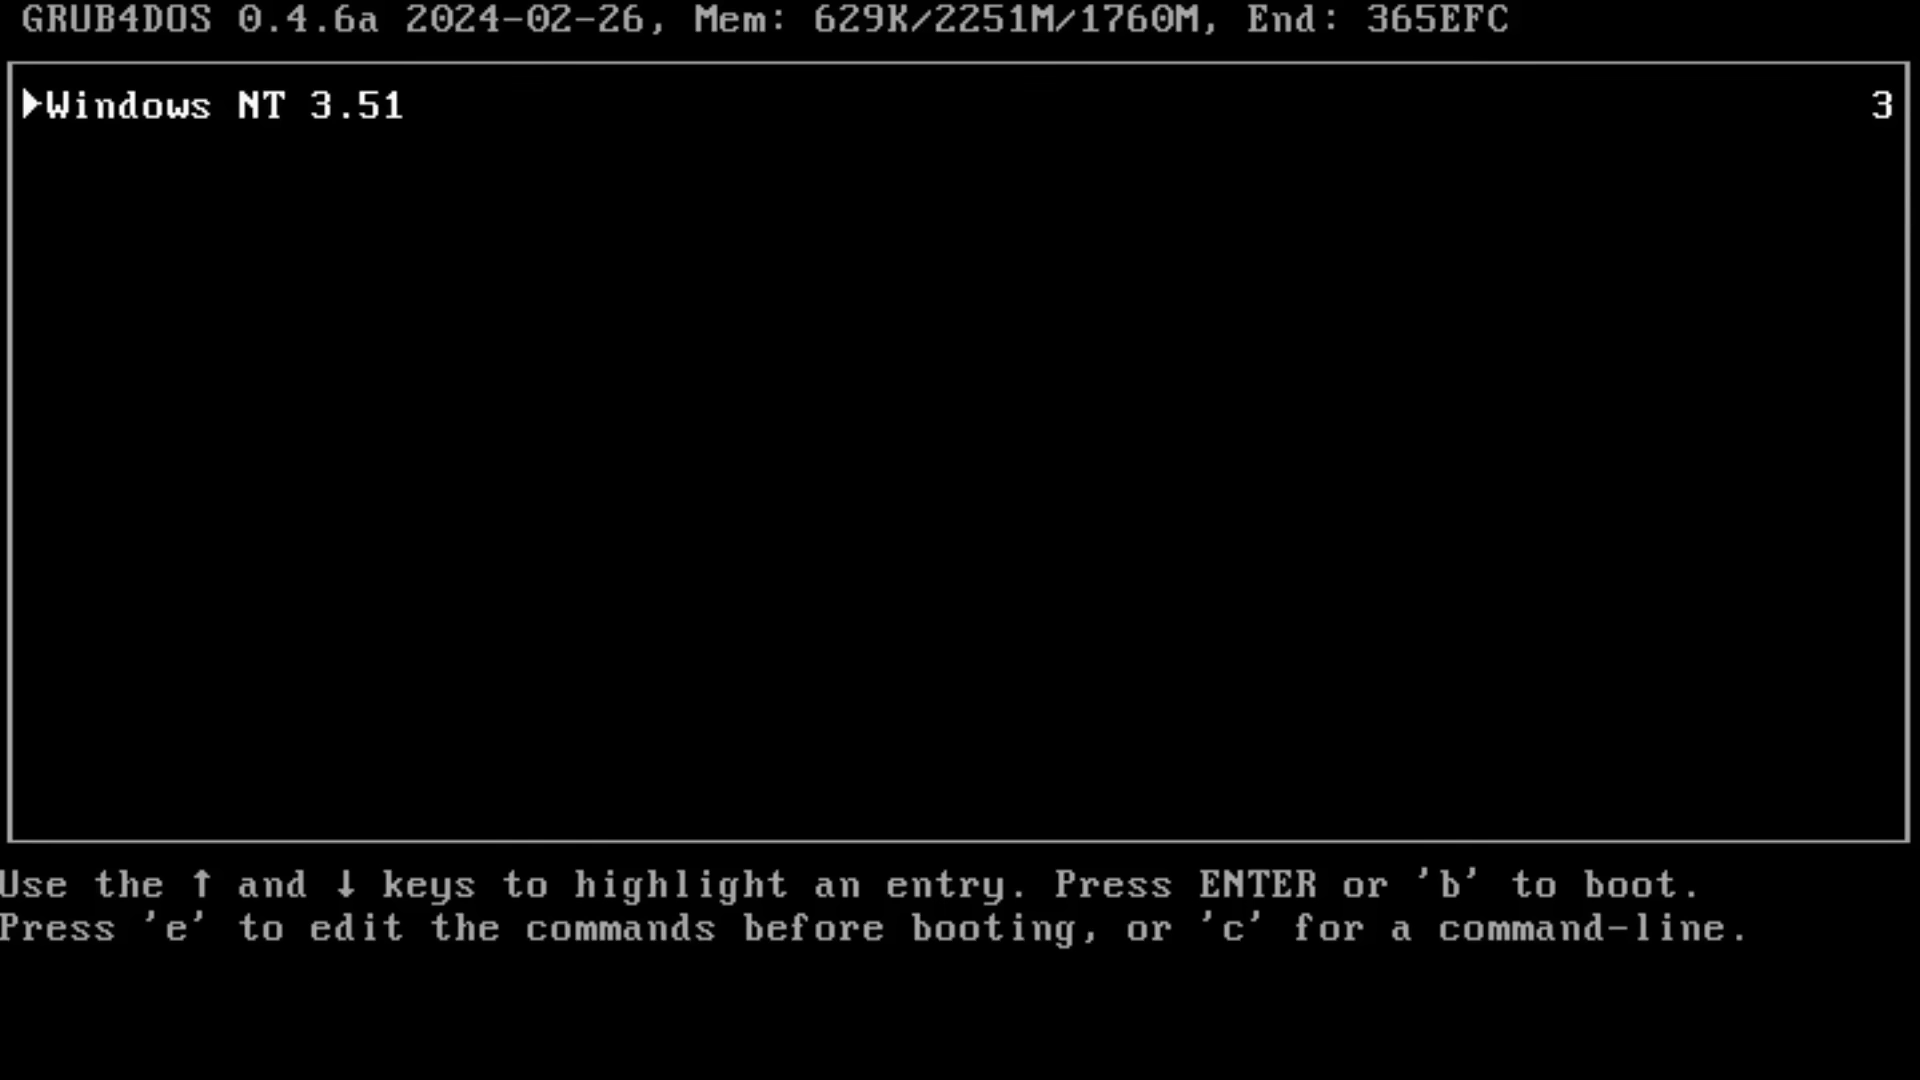 GRUB4DOS 0.4.6a 2024-02-26, Mem: 629K/2251M/1760M, End: 365EFC
▶Windows NT 3.51 3
Use the ↑ and ↓ keys to highlight an entry. Press ENTER or 'b' to boot.
Press 'e' to edit the commands before booting, or 'c' for a command-line.